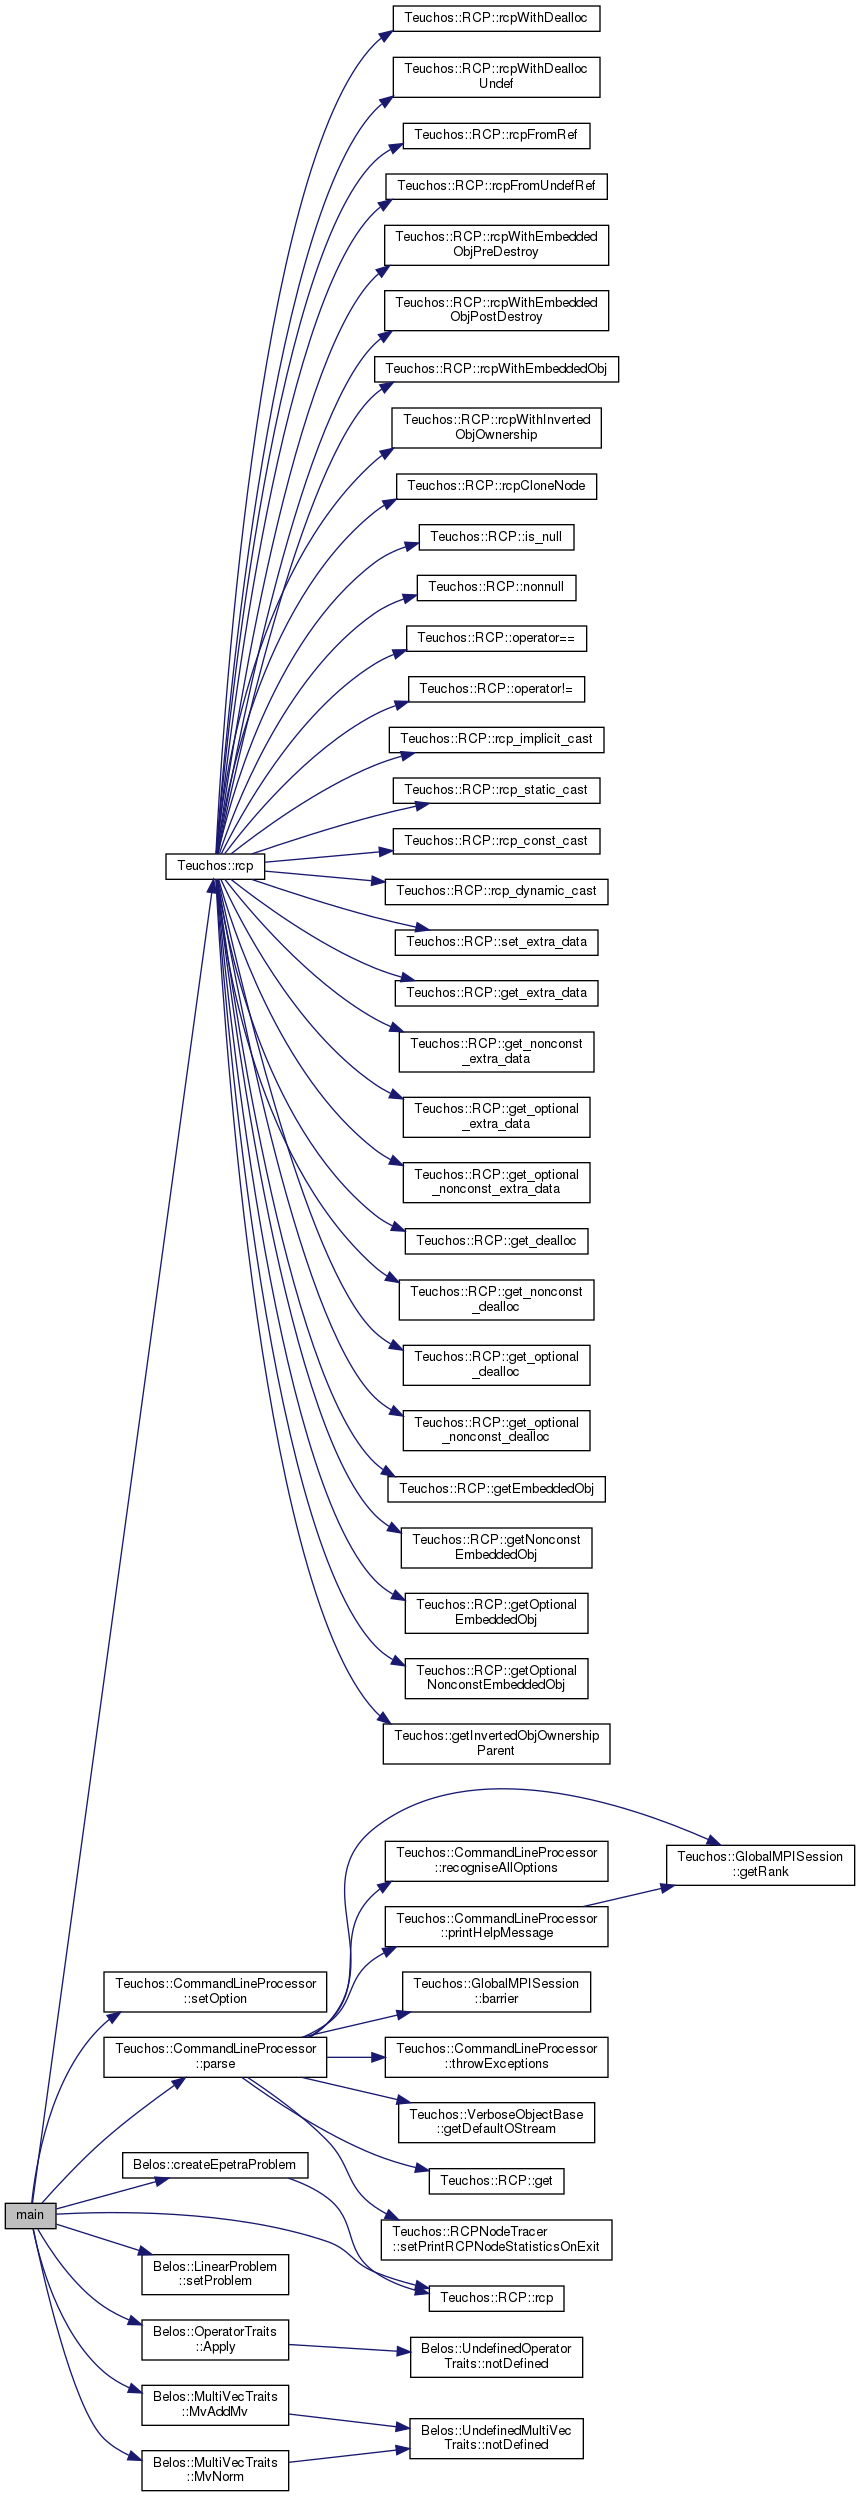 Teuchos::RCP::rcpWithDealloc
Teuchos::RCP::rcpWithDealloc
Undef
Teuchos::RCP::rcpFromRef
Teuchos::RCP::rcpFromUndefRef
Teuchos::RCP::rcpWithEmbedded
ObjPreDestroy
Teuchos::RCP::rcpWithEmbedded
ObjPostDestroy
Teuchos::RCP::rcpWithEmbeddedObj
Teuchos::RCP::rcpWithInverted
ObjOwnership
Teuchos::RCP::rcpCloneNode
Teuchos::RCP::is_null
Teuchos::RCP::nonnull
Teuchos::RCP::operator==
Teuchos::RCP::operator!=
Teuchos::RCP::rcp_implicit_cast
Teuchos::RCP::rcp_static_cast
Teuchos::RCP::rcp_const_cast
Teuchos::rcp
Teuchos::RCP::rcp_dynamic_cast
Teuchos::RCP::set_extra_data
Teuchos::RCP::get_extra_data
Teuchos::RCP::get_nonconst
_extra_data
Teuchos::RCP::get_optional
_extra_data
Teuchos::RCP::get_optional
_nonconst_extra_data
Teuchos::RCP::get_dealloc
Teuchos::RCP::get_nonconst
_dealloc
Teuchos::RCP::get_optional
_dealloc
Teuchos::RCP::get_optional
_nonconst_dealloc
Teuchos::RCP::getEmbeddedObj
Teuchos::RCP::getNonconst
EmbeddedObj
Teuchos::RCP::getOptional
EmbeddedObj
Teuchos::RCP::getOptional
NonconstEmbeddedObj
Teuchos::getInvertedObjOwnership
Parent
Teuchos::CommandLineProcessor
::recogniseAllOptions
Teuchos::GlobalMPISession
::getRank
Teuchos::CommandLineProcessor
::printHelpMessage
Teuchos::CommandLineProcessor
::setOption
Teuchos::GlobalMPISession
::barrier
Teuchos::CommandLineProcessor
::parse
Teuchos::CommandLineProcessor
::throwExceptions
Teuchos::VerboseObjectBase
::getDefaultOStream
Belos::createEpetraProblem
Teuchos::RCP::get
main
Teuchos::RCPNodeTracer
::setPrintRCPNodeStatisticsOnExit
Belos::LinearProblem
::setProblem
Teuchos::RCP::rcp
Belos::OperatorTraits
::Apply
Belos::UndefinedOperator
Traits::notDefined
Belos::MultiVecTraits
::MvAddMv
Belos::UndefinedMultiVec
Traits::notDefined
Belos::MultiVecTraits
::MvNorm